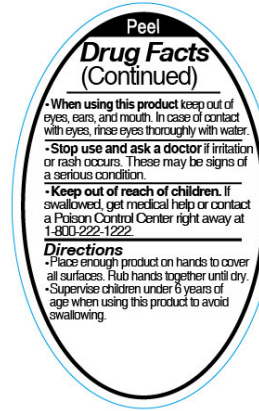 Peel
Drug Facts
(Continued)
•When using this product keep out of
eyes, ears, and mouth. In case of contact
with eyes, rinse eyes thoroughly with water.
•Stop use and ask a doctor if irritation
or rash occurs. These may be signs of
a serious condition.
•Keep out of reach of children. If
swallowed, get medical help or contact
a Poison Control Center right away at
1-800-222-1222.
Directions
•Place enough product on hands to cover
all surfaces. Rub hands together until dry.
•Supervise children under 6 years of
age when using this product to avoid
swallowing.